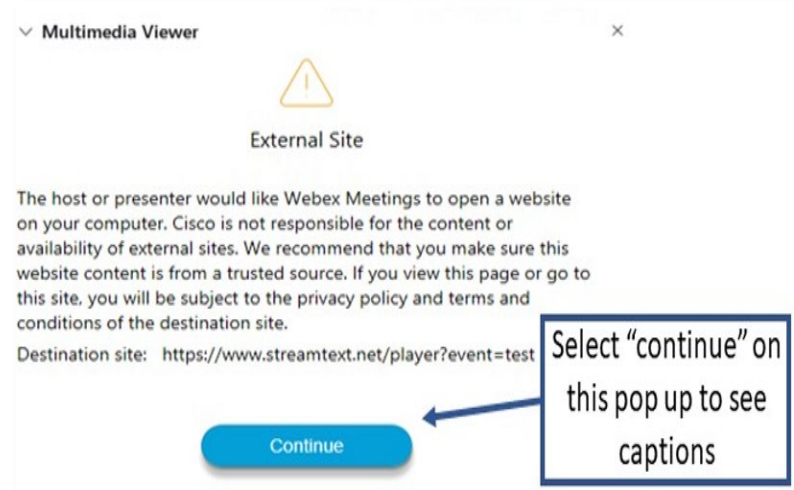 Multimedia Viewer
External Site
The host or presenter would like Webex Meetings to open a website
on your computer. Cisco is not responsible for the content or
availability of external sites. We recommend that you make sure this
website content is from a trusted source. If you view this page or go to
this site, you will be subject to the privacy policy and terms and
conditions of the destination site.
Destination site: https://www.streamtext.net/player?event=test
Continue
Select “continue” on
this pop up to see
captions